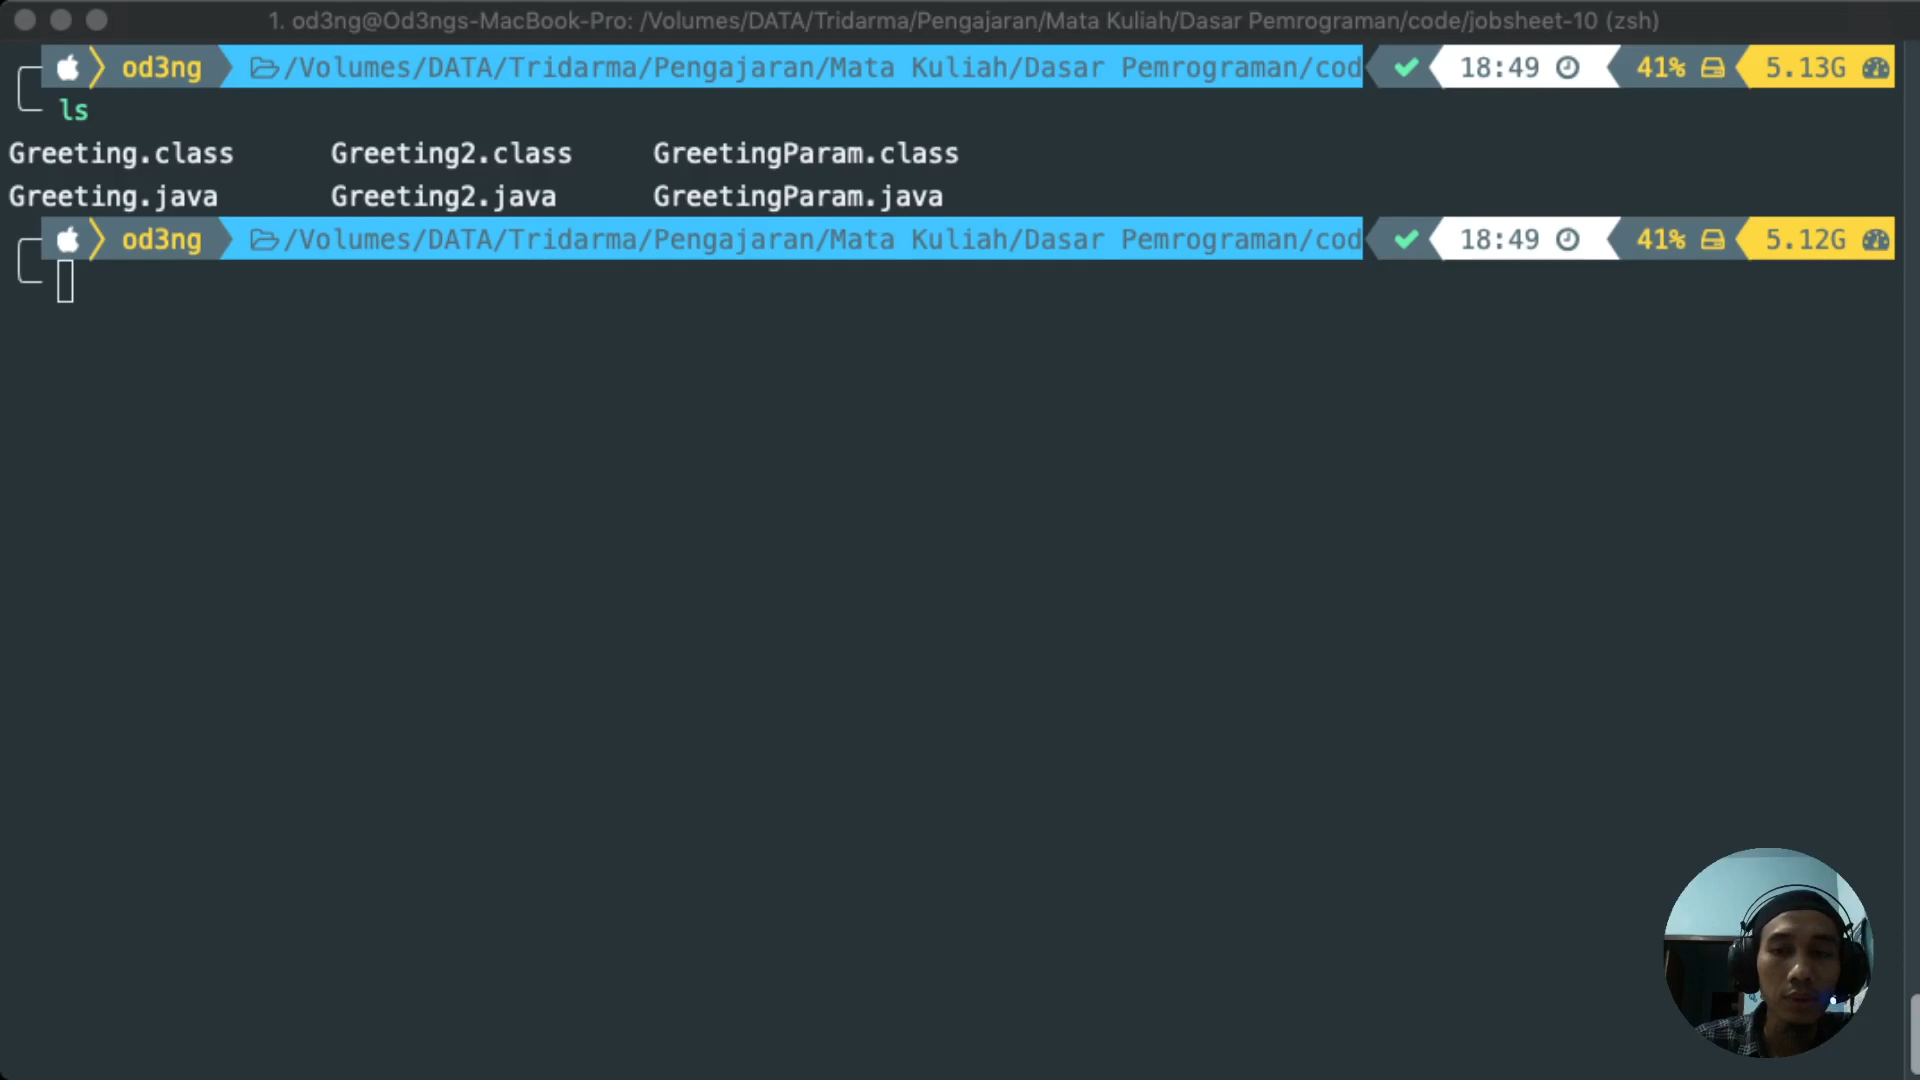 1. od3ng@Od3ngs-MacBook-Pro: /Volumes/DATA/Tridarma/Pengajaran/Mata Kuliah/Dasar Pemrograman/code/jobsheet-10 (zsh)
od3ng /Volumes/DATA/Tridarma/Pengajaran/Mata Kuliah/Dasar Pemrograman/cod 18:49 41% 5.13G
ls
Greeting.class Greeting2.class GreetingParam.class
Greeting.java Greeting2.java GreetingParam.java
od3ng /Volumes/DATA/Tridarma/Pengajaran/Mata Kuliah/Dasar Pemrograman/cod 18:49 41% 5.12G